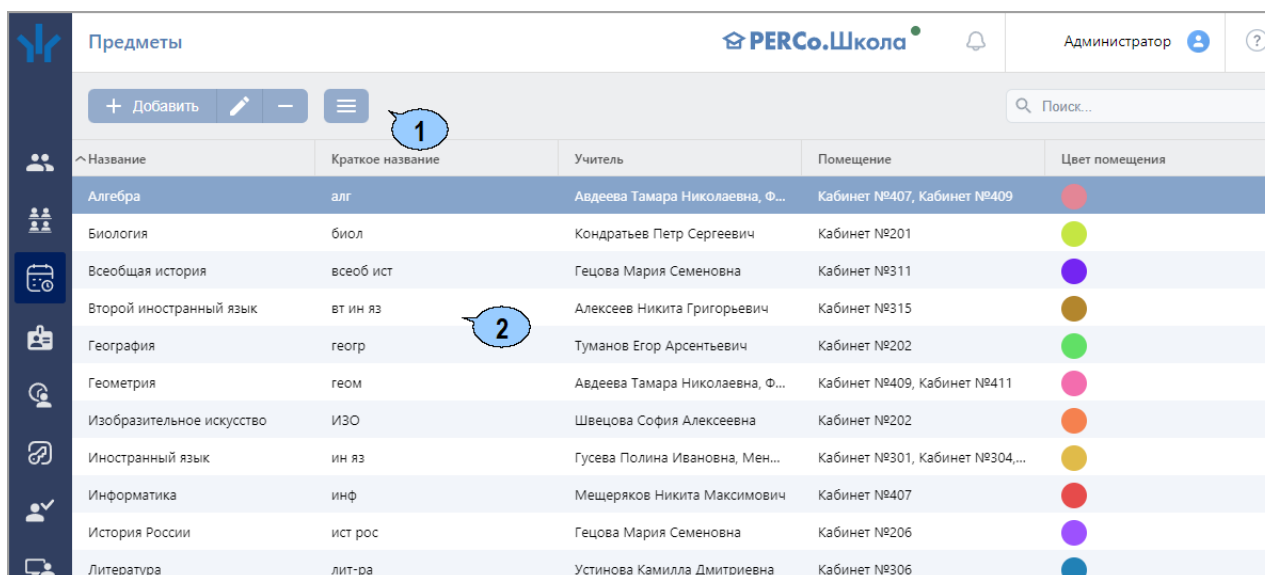 Предметы PERCo.Школа Администратор ?
+ Добавить Поиск...
1
Название Краткое название Учитель Помещение Цвет помещения
Алгебра алг Авдеева Тамара Николаевна, Ф... Кабинет №407, Кабинет №409
Биология биол Кондратьев Петр Сергеевич Кабинет №201
Всеобщая история всеоб ист Гецова Мария Семеновна Кабинет №311
Второй иностранный язык вт ин яз Алексеев Никита Григорьевич Кабинет №315
2
География геогр Туманов Егор Арсентьевич Кабинет №202
Геометрия геом Авдеева Тамара Николаевна, Ф... Кабинет №409, Кабинет №411
Изобразительное искусство ИЗО Швецова София Алексеевна Кабинет №202
Иностранный язык ин яз Гусева Полина Ивановна, Мен... Кабинет №301, Кабинет №304,...
Информатика инф Мещеряков Никита Максимович Кабинет №407
История России ист рос Гецова Мария Семеновна Кабинет №206
Литература лит-ра Устинова Камилла Дмитриевна Кабинет №306